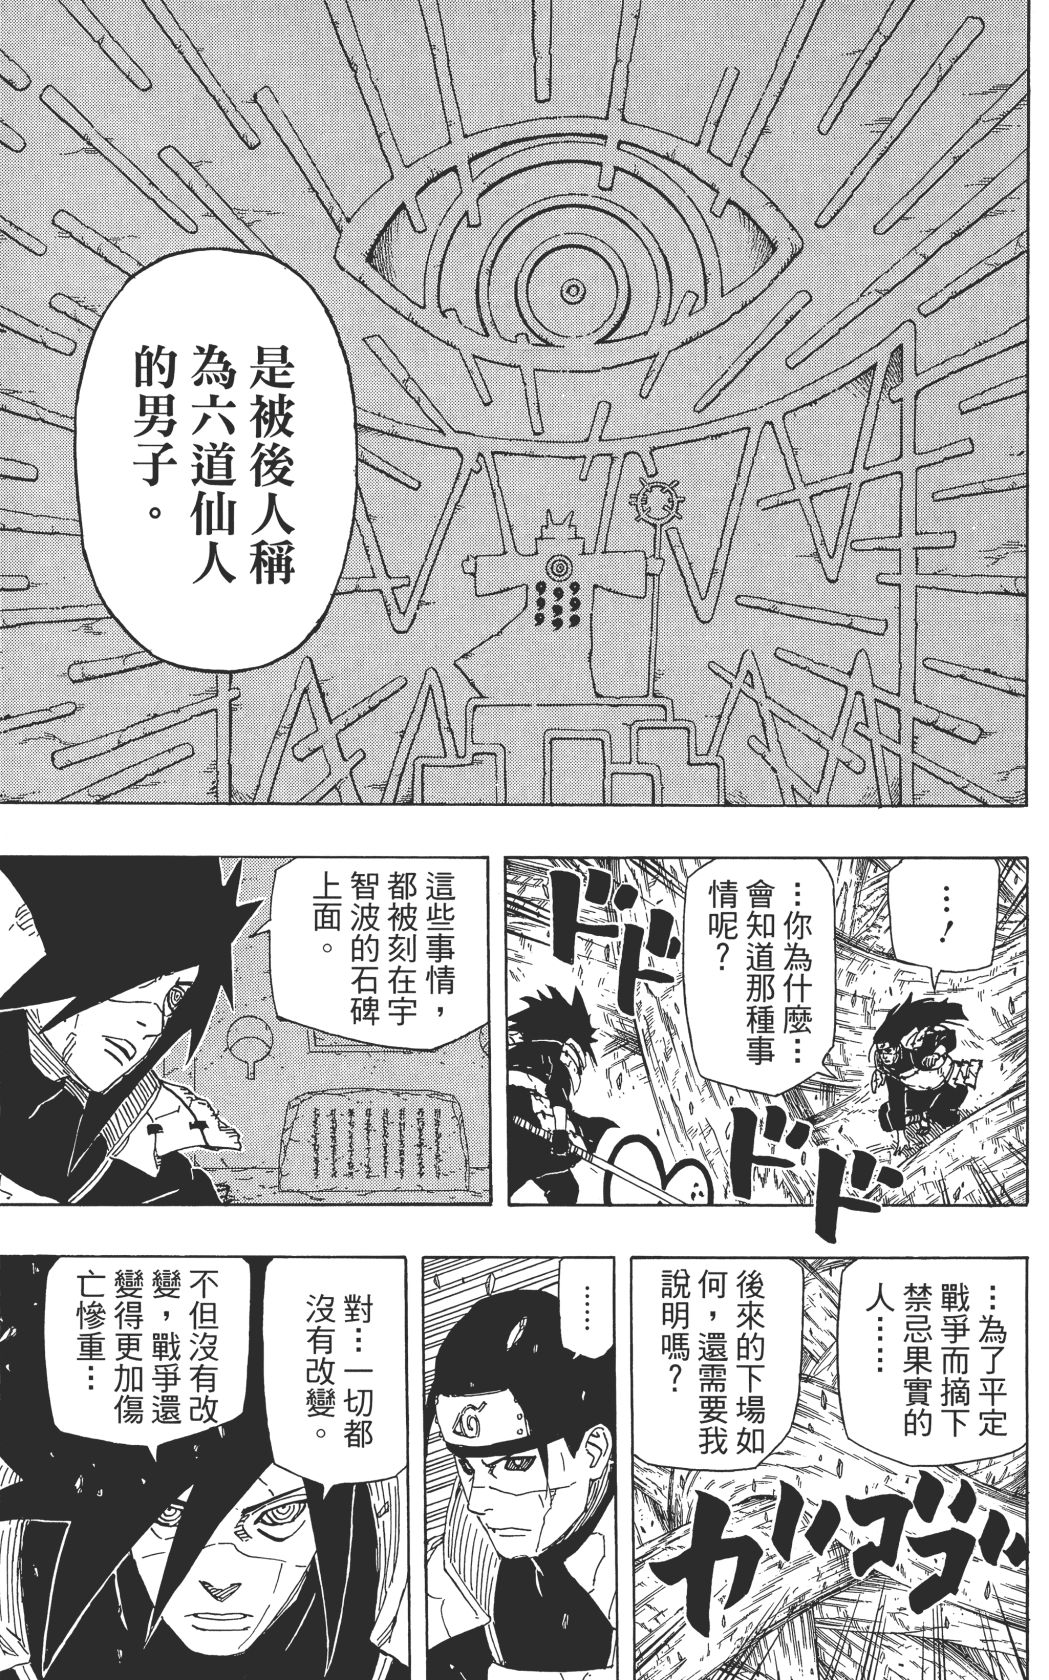 是被後人稱
為六道仙人
的男子。
…!
…你為什麼…
會知道那種事
情呢?
ドド
ドド
ド
這些事情，
都被刻在宇
智波的石碑
上面。
…為了平定
戰爭而摘下
禁忌果實的
人……
後來的下場如
何，還需要我
說明嗎?
ゴゴ
ガッ
……
對…一切都
沒有改變。
不但沒有改
變，戰爭還
變得更加傷
亡慘重…